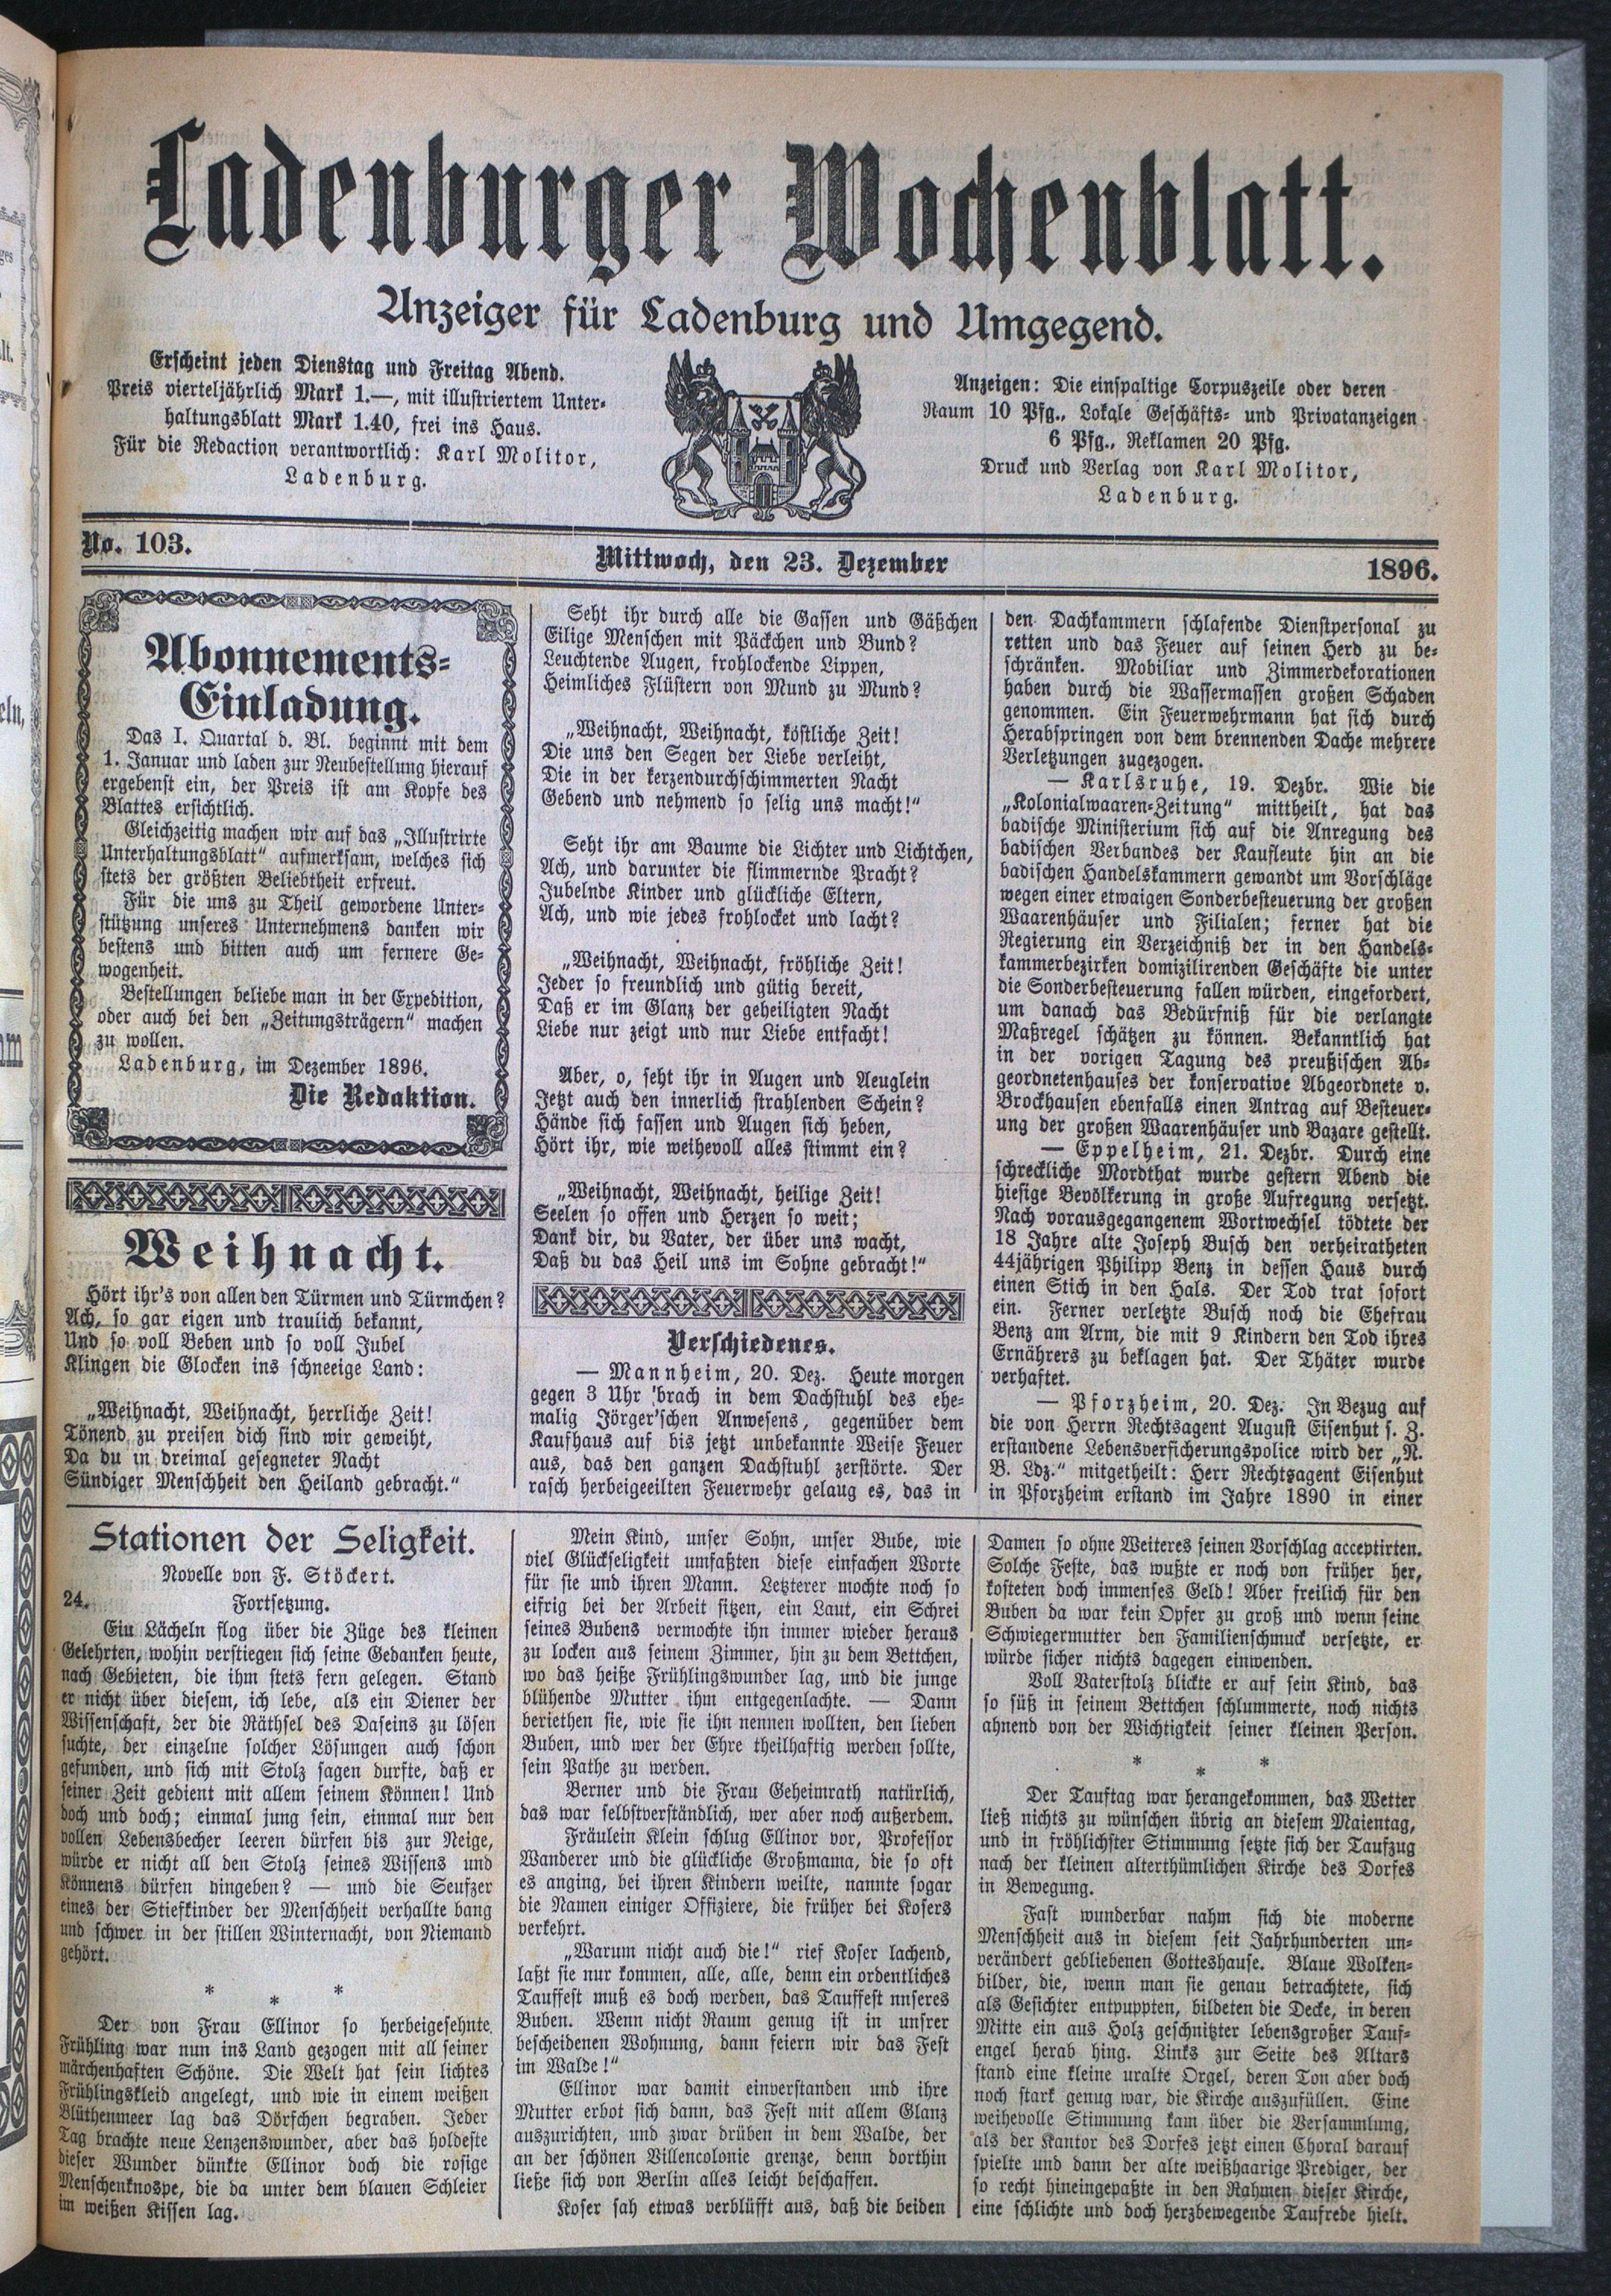 Ladenburger Wochenblatt.
Anzeiger für Ladenburg und Umgegend.
Erscheint jeden Dienstag und Freitag Abend.
Preis vierteljährlich Mark 1.—, mit illustriertem Unter-
haltungsblatt Mark 1.40, frei ins Haus.
Für die Redaction verantwortlich: Karl Molitor,
Ladenburg.
Anzeigen: Die einspaltige Corpuszeile oder deren
Raum 10 Pfg., Lokale Geschäfts- und Privatanzeigen
6 Pfg., Reklamen 20 Pfg.
Druck und Verlag von Karl Molitor,
Ladenburg.
No. 103.
Mittwoch, den 23. Dezember
1896.
Abonnements-
Einladung.
Das I. Quartal d. Bl. beginnt mit dem
1. Januar und laden zur Neubestellung hierauf
ergebenst ein, der Preis ist am Kopfe des
Blattes ersichtlich.
Gleichzeitig machen wir auf das „Illustrirte
Unterhaltungsblatt“ aufmerksam, welches sich
stets der größten Beliebtheit erfreut.
Für die uns zu Theil gewordene Unter-
stützung unseres Unternehmens danken wir
bestens und bitten auch um fernere Ge-
wogenheit.
Bestellungen beliebe man in der Expedition,
oder auch bei den „Zeitungsträgern“ machen
zu wollen.
Ladenburg, im Dezember 1896.
Die Redaktion.
Weihnacht.
Hört ihr's von allen den Türmen und Türmchen?
Ach, so gar eigen und traulich bekannt,
Und so voll Beben und so voll Jubel
Klingen die Glocken ins schneeige Land:
„Weihnacht, Weihnacht, herrliche Zeit!
Tönend zu preisen dich sind wir geweiht,
Da du in dreimal gesegneter Nacht
Sündiger Menschheit den Heiland gebracht.“
Seht ihr durch alle die Gassen und Gäßchen
Eilige Menschen mit Päckchen und Bund?
Leuchtende Augen, frohlockende Lippen,
Heimliches Flüstern von Mund zu Mund?
„Weihnacht, Weihnacht, köstliche Zeit!
Die uns den Segen der Liebe verleiht,
Die in der kerzendurchschimmerten Nacht
Gebend und nehmend so selig uns macht!“
Seht ihr am Baume die Lichter und Lichtchen,
Ach, und darunter die flimmernde Pracht?
Jubelnde Kinder und glückliche Eltern,
Ach, und wie jedes frohlocket und lacht?
„Weihnacht, Weihnacht, fröhliche Zeit!
Jeder so freundlich und gütig bereit,
Daß er im Glanz der geheiligten Nacht
Liebe nur zeigt und nur Liebe entfacht!
Aber, o, seht ihr in Augen und Aeuglein
Jetzt auch den innerlich strahlenden Schein?
Hände sich fassen und Augen sich heben,
Hört ihr, wie weihevoll alles stimmt ein?
„Weihnacht, Weihnacht, heilige Zeit!
Seelen so offen und Herzen so weit;
Dank dir, du Vater, der über uns wacht,
Daß du das Heil uns im Sohne gebracht!“
Verschiedenes.
— Mannheim, 20. Dez. Heute morgen
gegen 3 Uhr brach in dem Dachstuhl des ehe-
malig Jörger'schen Anwesens, gegenüber dem
Kaufhaus auf bis jetzt unbekannte Weise Feuer
aus, das den ganzen Dachstuhl zerstörte. Der
rasch herbeigeeilten Feuerwehr gelaug es, das in
den Dachkammern schlafende Dienstpersonal zu
retten und das Feuer auf seinen Herd zu be-
schränken. Mobiliar und Zimmerdekorationen
haben durch die Wassermassen großen Schaden
genommen. Ein Feuerwehrmann hat sich durch
Herabspringen von dem brennenden Dache mehrere
Verletzungen zugezogen.
— Karlsruhe, 19. Dezbr. Wie die
„Kolonialwaaren-Zeitung“ mittheilt, hat das
badische Ministerium sich auf die Anregung des
badischen Verbandes der Kaufleute hin an die
badischen Handelskammern gewandt um Vorschläge
wegen einer etwaigen Sonderbesteuerung der großen
Waarenhäuser und Filialen; ferner hat die
Regierung ein Verzeichniß der in den Handels-
kammerbezirken domizilirenden Geschäfte die unter
die Sonderbesteuerung fallen würden, eingefordert,
um danach das Bedürfniß für die verlangte
Maßregel schätzen zu können. Bekanntlich hat
in der vorigen Tagung des preußischen Ab-
geordnetenhauses der konservative Abgeordnete v.
Brockhausen ebenfalls einen Antrag auf Besteuer-
ung der großen Waarenhäuser und Bazare gestellt.
— Eppelheim, 21. Dezbr. Durch eine
schreckliche Mordthat wurde gestern Abend die
hiesige Bevölkerung in große Aufregung versetzt.
Nach vorausgegangenem Wortwechsel tödtete der
18 Jahre alte Joseph Busch den verheiratheten
44jährigen Philipp Benz in dessen Haus durch
einen Stich in den Hals. Der Tod trat sofort
ein. Ferner verletzte Busch noch die Ehefrau
Benz am Arm, die mit 9 Kindern den Tod ihres
Ernährers zu beklagen hat. Der Thäter wurde
verhaftet.
— Pforzheim, 20. Dez. In Bezug auf
die von Herrn Rechtsagent August Eisenhut s. Z.
erstandene Lebensverficherungspolice wird der „N.
B. Ldz.“ mitgetheilt: Herr Rechtsagent Eisenhut
in Pforzheim erstand im Jahre 1890 in einer
Stationen der Seligkeit.
Novelle von F. Stöckert.
24. Fortsetzung.
Ein Lächeln flog über die Züge des kleinen
Gelehrten, wohin verstiegen sich seine Gedanken heute,
nach Gebieten, die ihm stets fern gelegen. Stand
er nicht über diesem, ich lebe, als ein Diener der
Wissenschaft, der die Räthsel des Daseins zu lösen
suchte, der einzelne solcher Lösungen auch schon
gefunden, und sich mit Stolz sagen durfte, daß er
seiner Zeit gedient mit allem seinem Können! Und
doch und doch; einmal jung sein, einmal nur den
vollen Lebensbecher leeren dürfen bis zur Neige,
würde er nicht all den Stolz seines Wissens und
Könnens dürfen hingeben? — und die Seufzer
eines der Stiefkinder der Menschheit verhallte bang
und schwer in der stillen Winternacht, von Niemand
gehört.
* * *
Der von Frau Ellinor so herbeigesehnte
Frühling war nun ins Land gezogen mit all seiner
märchenhaften Schöne. Die Welt hat sein lichtes
Frühlingskleid angelegt, und wie in einem weißen
Blüthenmeer lag das Dörfchen begraben. Jeder
Tag brachte neue Lenzenswunder, aber das holdeste
dieser Wunder dünkte Ellinor doch die rosige
Menschenknospe, die da unter dem blauen Schleier
im weißen Kissen lag.
Mein Kind, unser Sohn, unser Bube, wie
viel Glückseligkeit umfaßten diese einfachen Worte
für sie und ihren Mann. Letzterer mochte noch so
eifrig bei der Arbeit sitzen, ein Laut, ein Schrei
seines Bubens vermochte ihn immer wieder heraus
zu locken aus seinem Zimmer, hin zu dem Bettchen,
wo das heiße Frühlingswunder lag, und die junge
blühende Mutter ihm entgegenlachte. — Dann
beriethen sie, wie sie ihn nennen wollten, den lieben
Buben, und wer der Ehre theilhaftig werden sollte,
sein Pathe zu werden.
Berner und die Frau Geheimrath natürlich,
das war selbstverständlich, wer aber noch außerdem.
Fräulein Klein schlug Ellinor vor, Professor
Wanderer und die glückliche Großmama, die so oft
es anging, bei ihren Kindern weilte, nannte sogar
die Namen einiger Offiziere, die früher bei Kosers
verkehrt.
„Warum nicht auch die!“ rief Koser lachend,
laßt sie nur kommen, alle, alle, denn ein ordentliches
Tauffest muß es doch werden, das Tauffest nnseres
Buben. Wenn nicht Raum genug ist in unsrer
bescheidenen Wohnung, dann feiern wir das Fest
im Walde!“
Ellinor war damit einverstanden und ihre
Mutter erbot sich dann, das Fest mit allem Glanz
auszurichten, und zwar drüben in dem Walde, der
an der schönen Villencolonie grenze, denn dorthin
ließe sich von Berlin alles leicht beschaffen.
Koser sah etwas verblüfft aus, daß die beiden
Damen so ohne Weiteres seinen Vorschlag acceptirten.
Solche Feste, das wußte er noch von früher her,
kosteten doch immenses Geld! Aber freilich für den
Buben da war kein Opfer zu groß und wenn seine
Schwiegermutter den Familienschmuck versetzte, er
würde sicher nichts dagegen einwenden.
Voll Vaterstolz blickte er auf sein Kind, das
so süß in seinem Bettchen schlummerte, noch nichts
ahnend von der Wichtigkeit seiner kleinen Person.
* * *
Der Tauftag war herangekommen, das Wetter
ließ nichts zu wünschen übrig an diesem Maientag,
und in fröhlichster Stimmung setzte sich der Taufzug
nach der kleinen alterthümlichen Kirche des Dorfes
in Bewegung.
Fast wunderbar nahm sich die moderne
Menschheit aus in diesem seit Jahrhunderten un-
verändert gebliebenen Gotteshause. Blaue Wolken-
bilder, die, wenn man sie genau betrachtete, sich
als Gesichter entpuppten, bildeten die Decke, in deren
Mitte ein aus Holz geschnitzter lebensgroßer Tauf-
engel herab hing. Links zur Seite des Altars
stand eine kleine uralte Orgel, deren Ton aber doch
noch stark genug war, die Kirche auszufüllen. Eine
weihevolle Stimmung kam über die Versammlung,
als der Kantor des Dorfes jetzt einen Choral darauf
spielte und dann der alte weißhaarige Prediger, der
so recht hineingepaßte in den Rahmen dieser Kirche,
eine schlichte und doch herzbewegende Taufrede hielt.